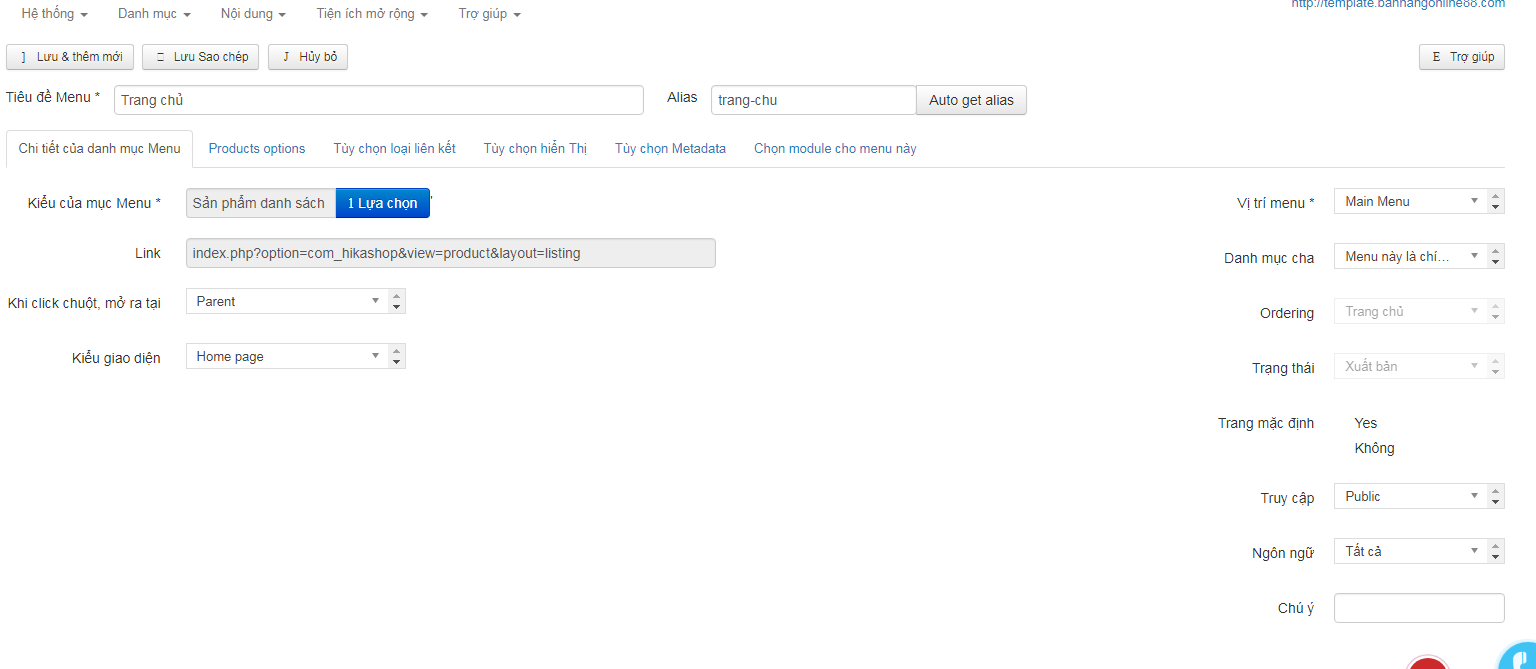 Hệ thống Danh mục Nội dung Tiện ích mở rộng Trợ giúp
http://template.banhangonline88.com
Lưu & thêm mới Lưu Sao chép Hủy bỏ Trợ giúp
Tiêu đề Menu * Trang chủ Alias trang-chu Auto get alias
Chi tiết của danh mục Menu Products options Tùy chọn loại liên kết Tùy chọn hiển Thị Tùy chọn Metadata Chọn module cho menu này
Kiểu của mục Menu * Sản phẩm danh sách Lựa chọn Vị trí menu * Main Menu
Link index.php?option=com_hikashop&view=product&layout=listing Danh mục cha Menu này là chí...
Khi click chuột, mở ra tại Parent Ordering Trang chủ
Kiểu giao diện Home page Trạng thái Xuất bản
Trang mặc định Yes
Không
Truy cập Public
Ngôn ngữ Tất cả
Chú ý